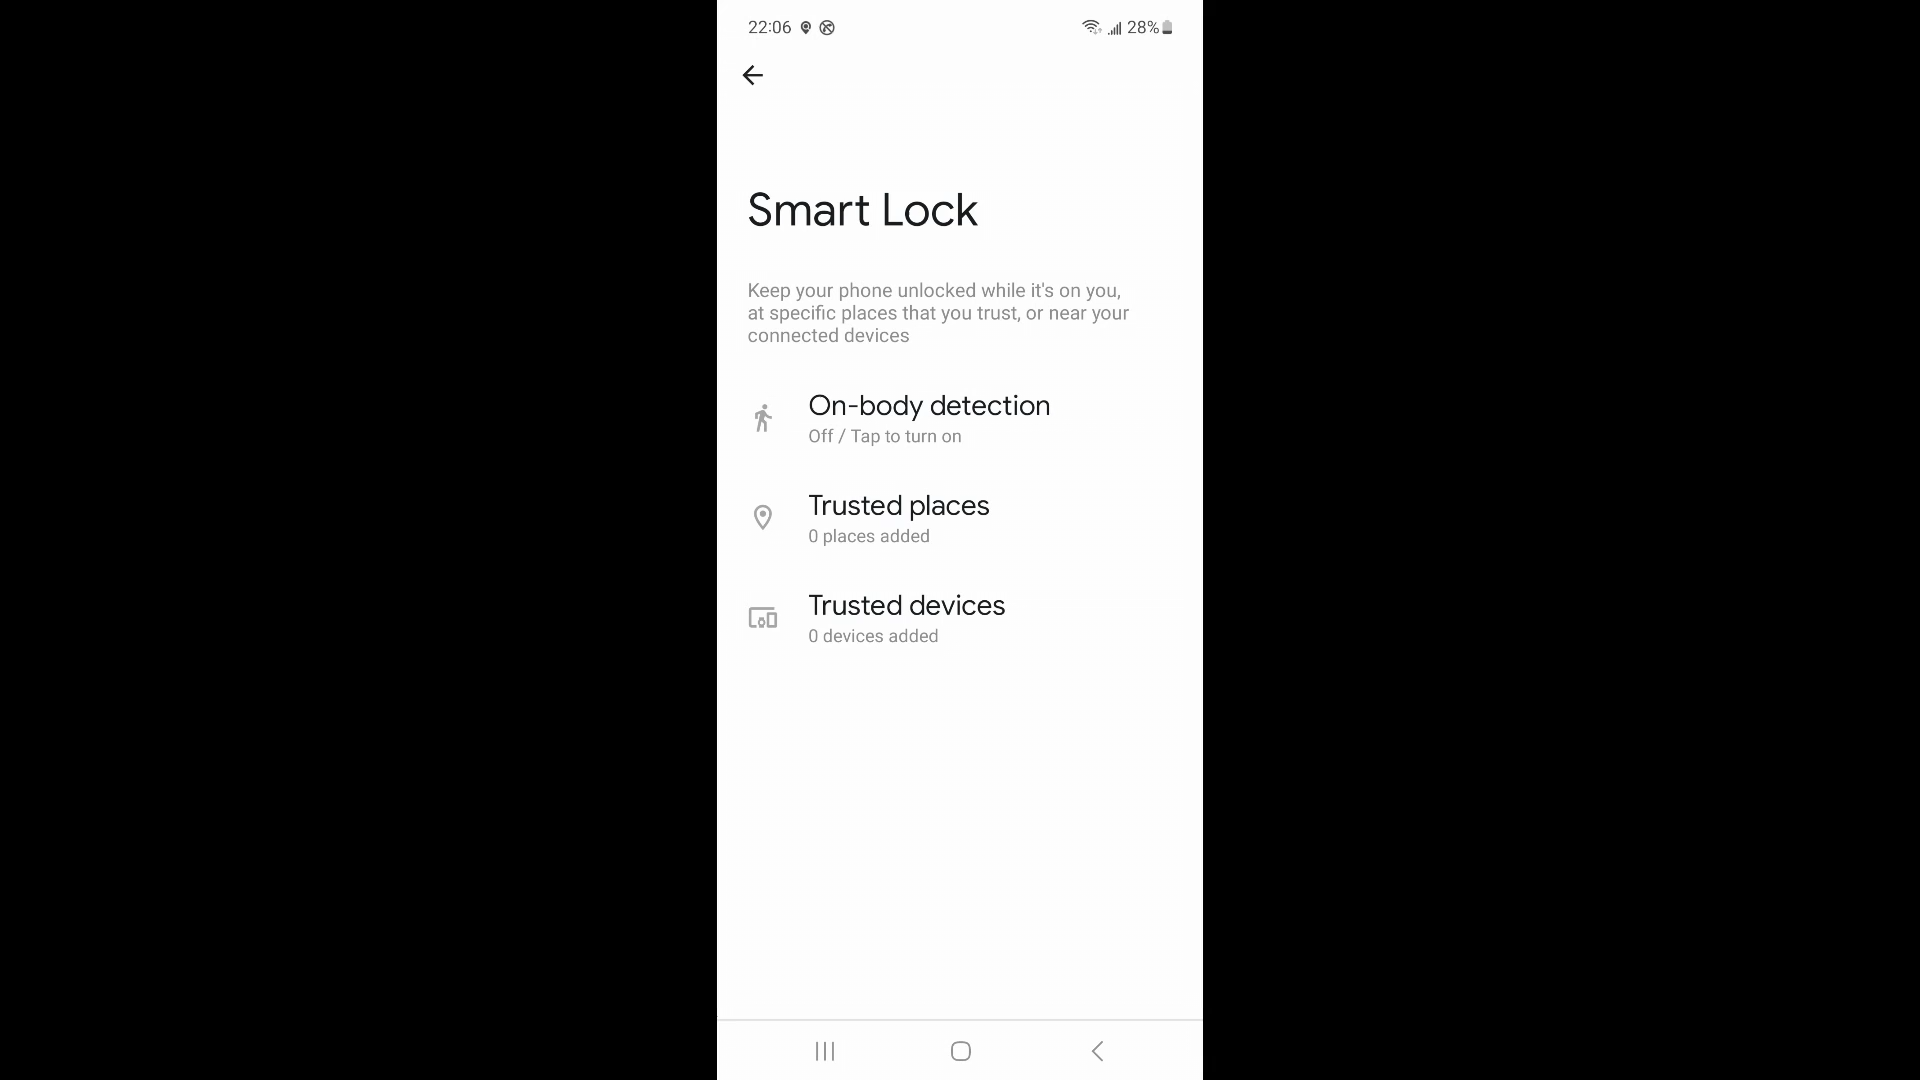 22:06
28%
Smart Lock
Keep your phone unlocked while it's on you,
at specific places that you trust, or near your
connected devices
On-body detection
Off / Tap to turn on
Trusted places
0 places added
Trusted devices
0 devices added